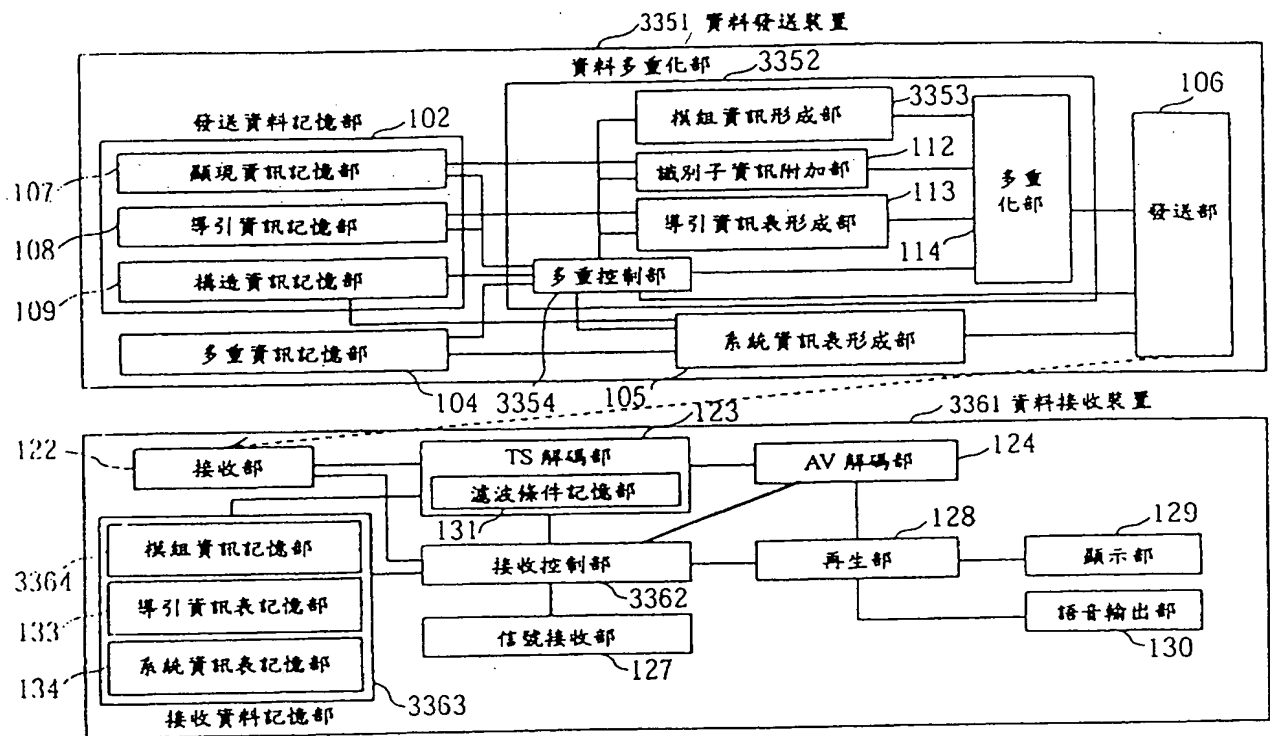 3351 資料發送裝置
資料多重化部 3352
3353
106
發送資料記憶部 102
模組資訊形成部
107 顯現資訊記憶部
識別子資訊附加部 112
多重化部
發送部
113
108 導引資訊記憶部
導引資訊表形成部
114
109 構造資訊記憶部
多重控制部
多重資訊記憶部
系統資訊表形成部
104 3354 105
123
3361 資料接收裝置
122 接收部
TS 解碼部
AV 解碼部 124
濾波條件記憶部
131
128
129
模組資訊記憶部
接收控制部
再生部
顯示部
3364
3362
133 導引資訊表記憶部
語音輸出部
信號接收部
130
127
134 系統資訊表記憶部
3363
接收資料記憶部